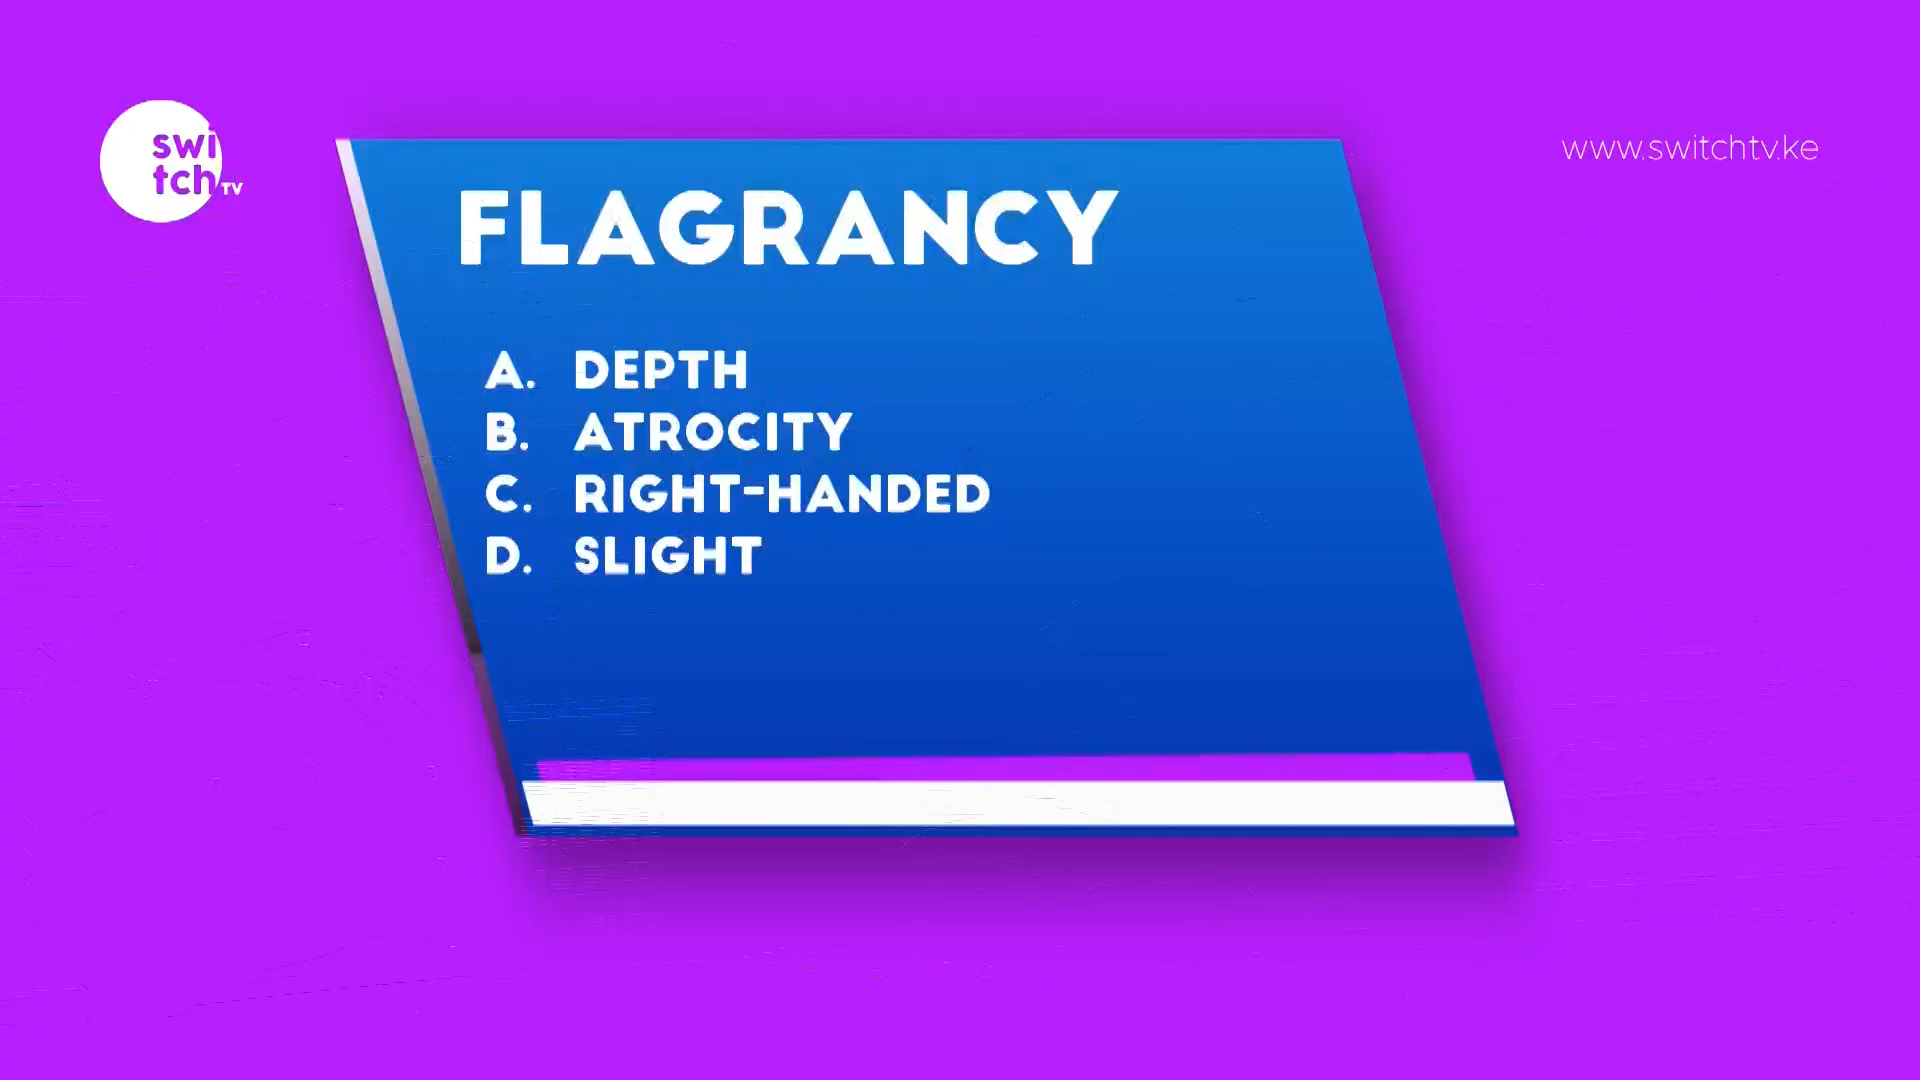 swi
tch TV
www.switchtv.ke
FLAGRANCY
A. DEPTH
B. ATROCITY
C. RIGHT-HANDED
D. SLIGHT